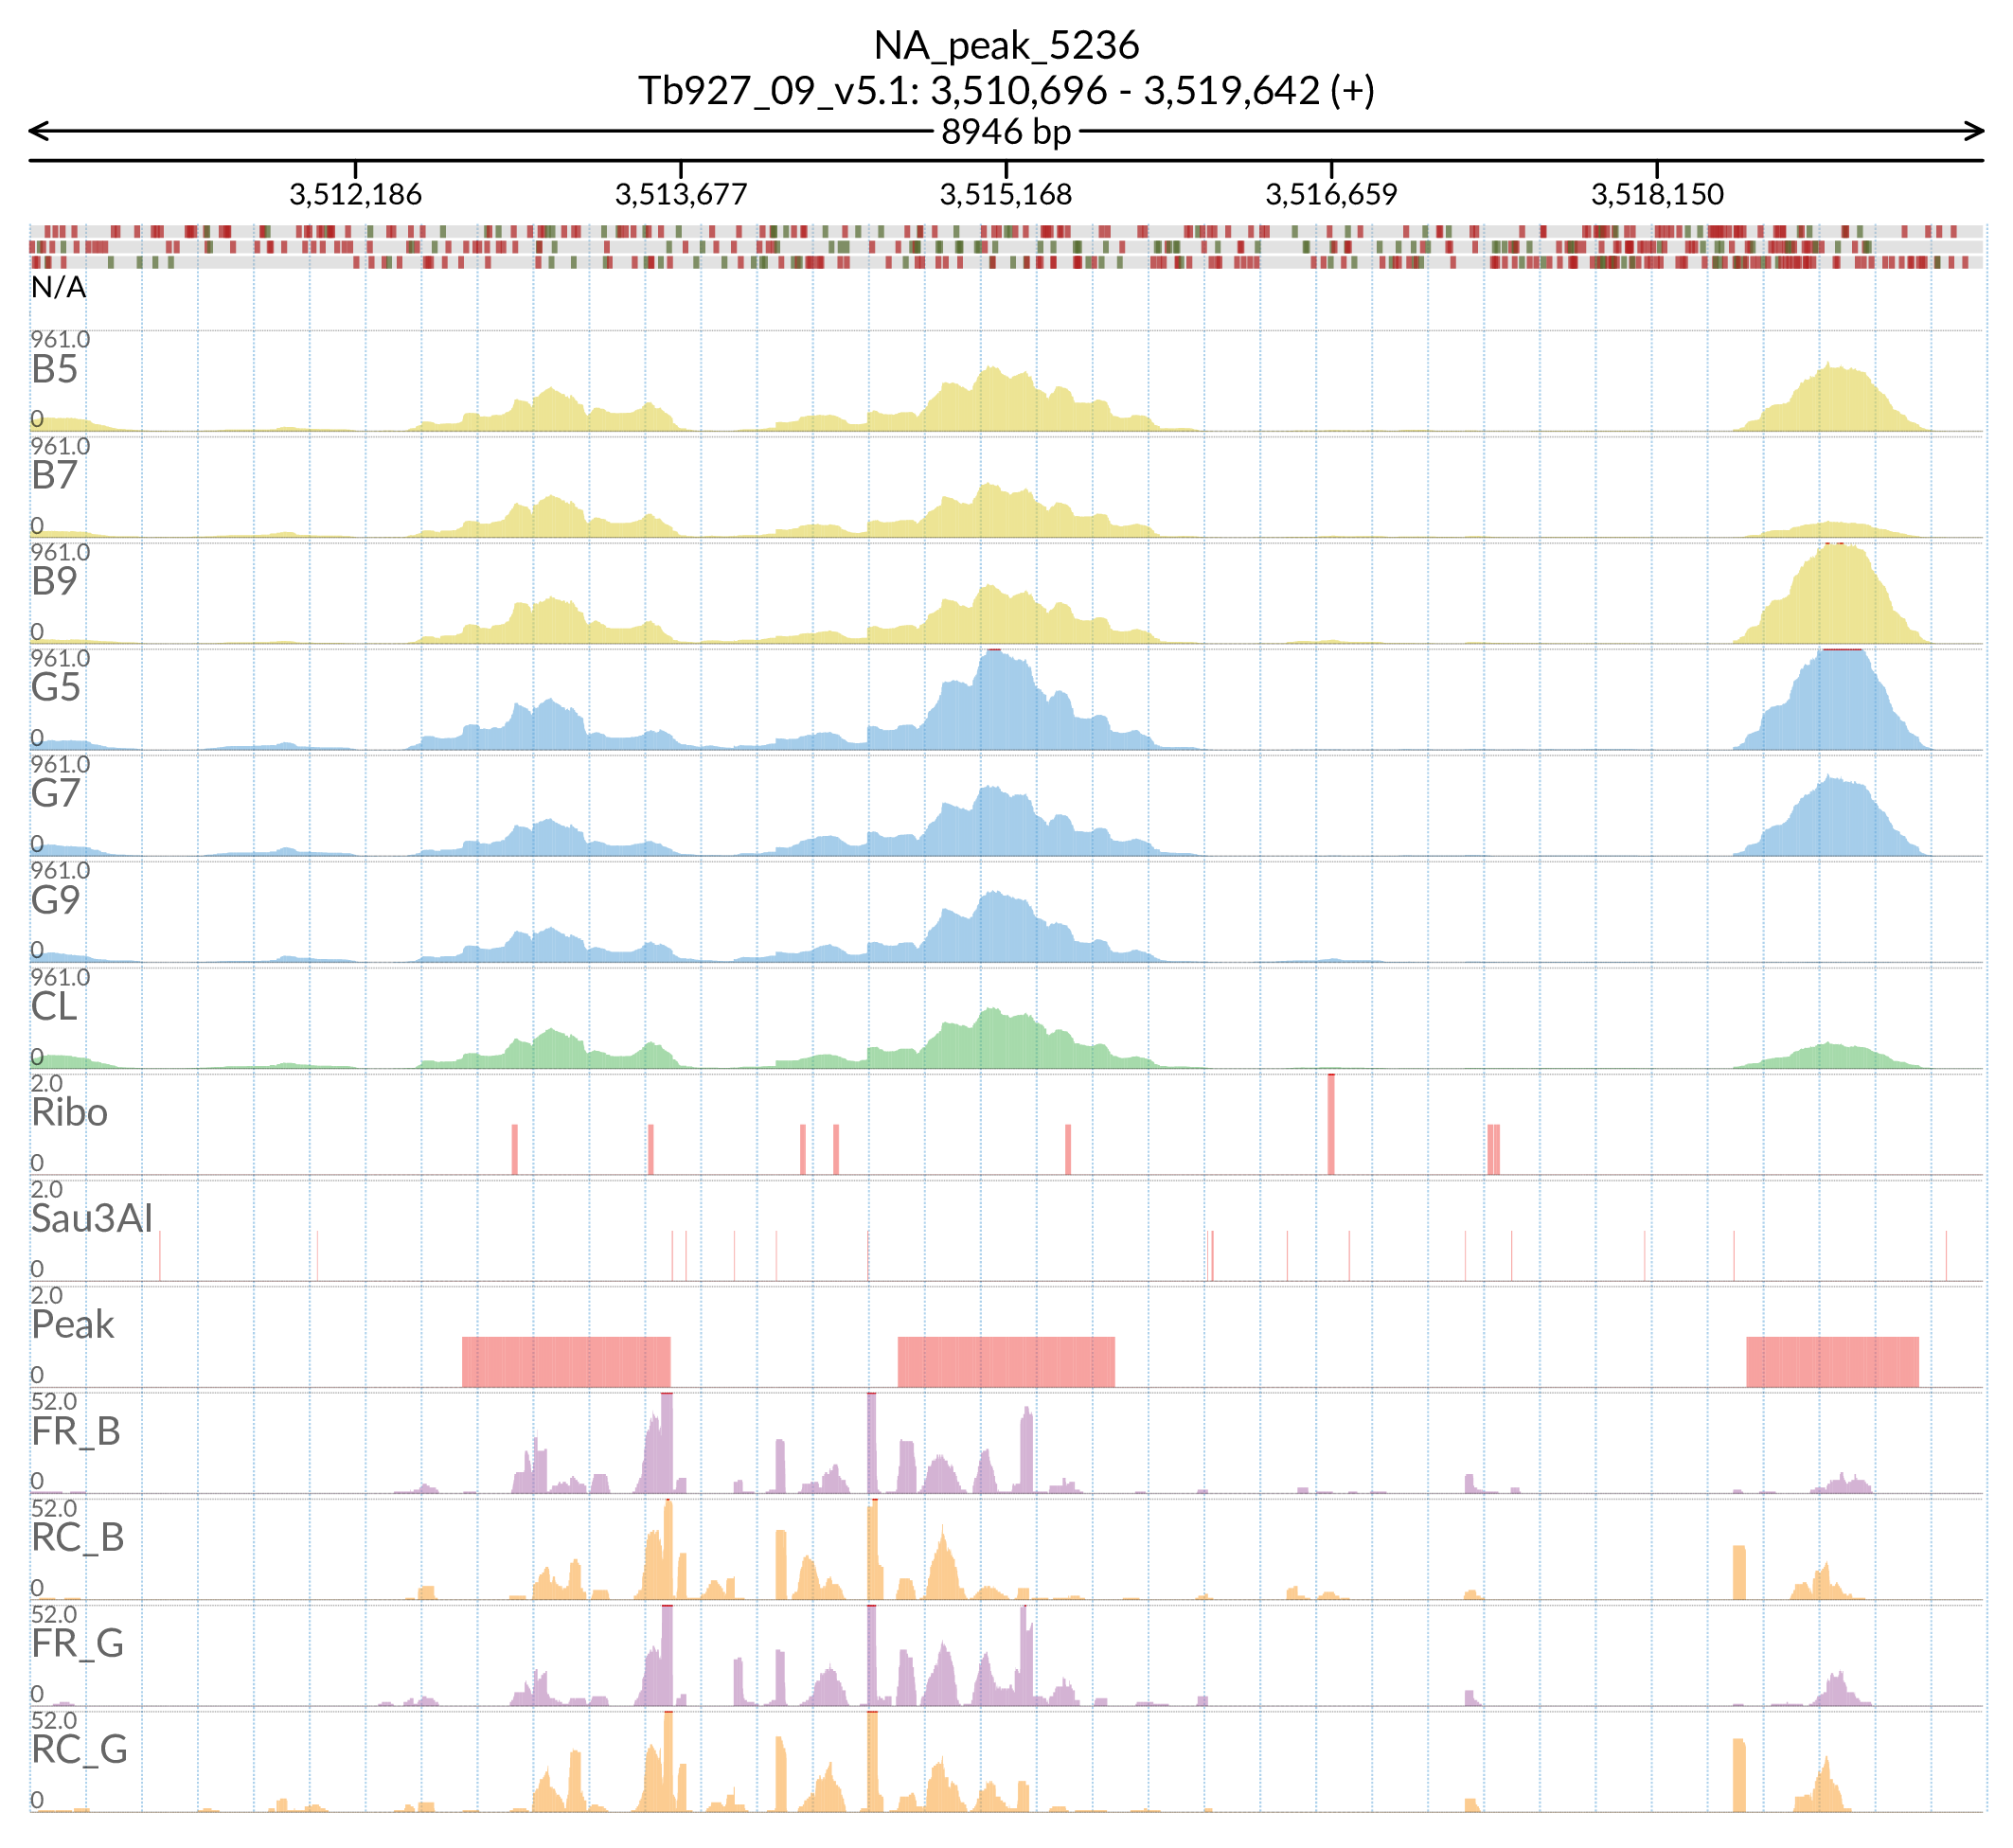 NA_peak_5236
Tb927_09_v5.1: 3,510,696 - 3,519,642 (+)
8946 bp
3,512,186 3,513,677 3,515,168 3,516,659 3,518,150
N/A
961.0
B5
0
961.0
B7
0
961.0
B9
0
961.0
G5
0
961.0
G7
0
961.0
G9
0
961.0
CL
0
2.0
Ribo
0
2.0
Sau3AI
0
2.0
Peak
0
52.0
FR_B
0
52.0
RC_B
0
52.0
FR_G
0
52.0
RC_G
0